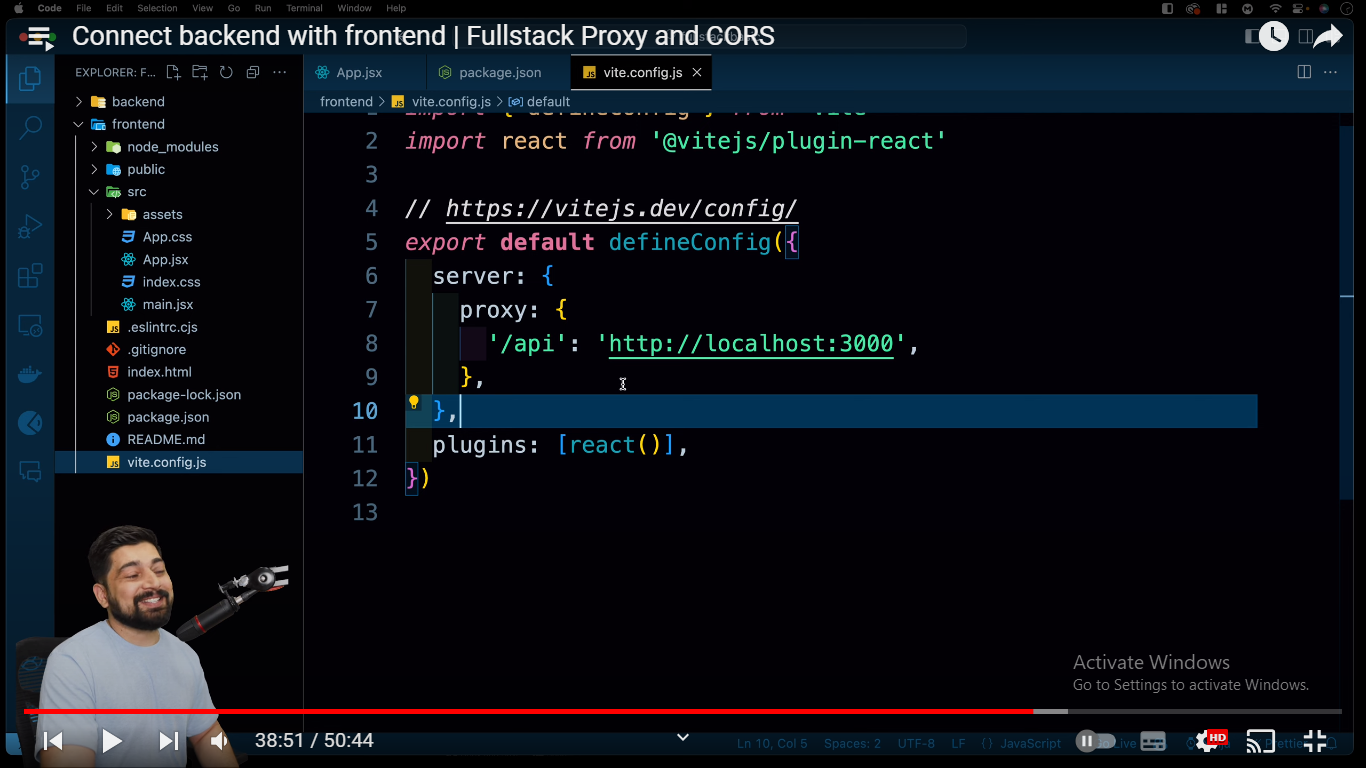 Code File Edit Selection View Go Run Terminal Window Help
Connect backend with frontend | Fullstack Proxy and CORS
EXPLORER: F...
App.jsx
package.json
vite.config.js
frontend > vite.config.js > default
backend
frontend
node_modules
public
src
assets
App.css
App.jsx
index.css
main.jsx
.eslintrc.cjs
.gitignore
index.html
package-lock.json
package.json
README.md
vite.config.js
2 import react from '@vitejs/plugin-react'
3
4 // https://vitejs.dev/config/
5 export default defineConfig({
6 server: {
7 proxy: {
8 '/api': 'http://localhost:3000',
9 },
10 },
11 plugins: [react()],
12 })
13
Activate Windows
Go to Settings to activate Windows.
38:51 / 50:44
Ln 10, Col 5 Spaces: 2 UTF-8 LF {} JavaScript
HD